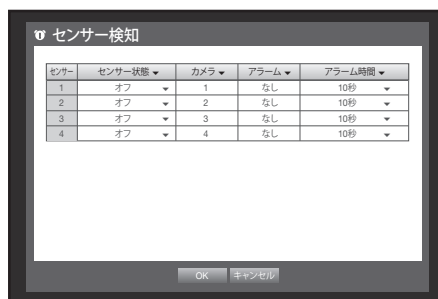 センサー検知
センサー センサー状態 カメラ アラーム アラーム時間
1 オフ 1 なし 10秒
2 オフ 2 なし 10秒
3 オフ 3 なし 10秒
4 オフ 4 なし 10秒
OK キャンセル